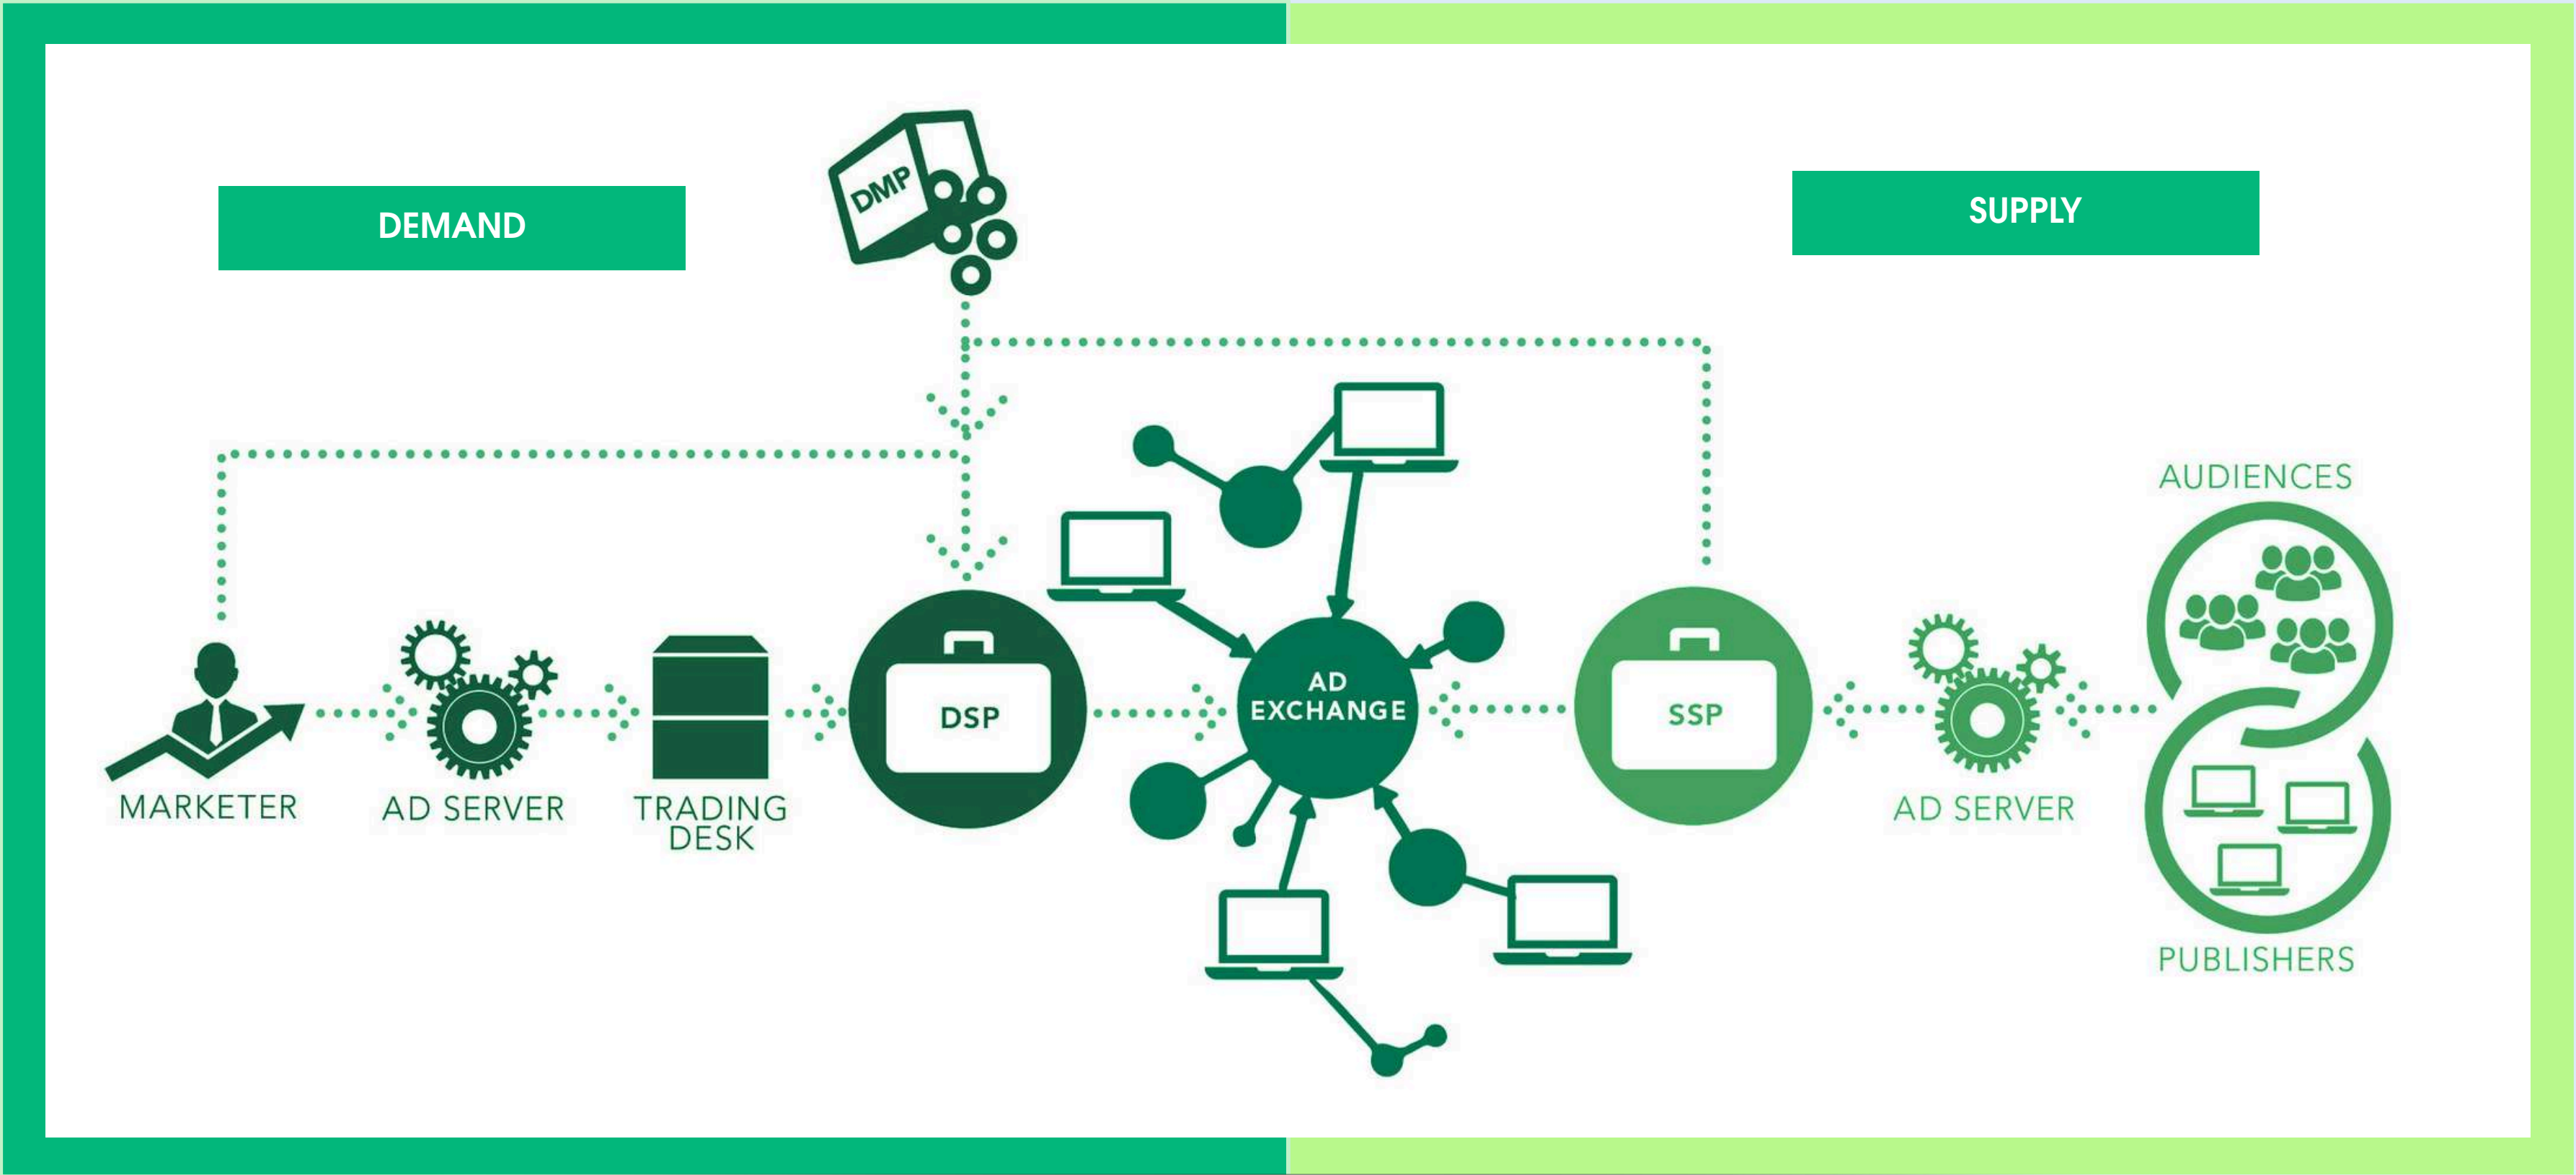 DEMAND
SUPPLY
DMP
AUDIENCES
DSP
AD
EXCHANGE
SSP
MARKETER
AD SERVER
TRADING
DESK
AD SERVER
PUBLISHERS